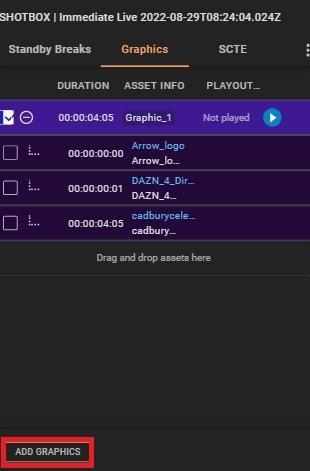 SHOTBOX | Immediate Live 2022-08-29T08:24:04.024Z
Standby Breaks Graphics SCTE
DURATION ASSET INFO PLAYOUT...
00:00:04:05 Graphic_1 Not played
00:00:00:00 Arrow_logo
Arrow_lo...
00:00:00:01 DAZN_4_Dir...
DAZN_4...
00:00:04:05 cadburycele...
cadbury...
Drag and drop assets here
ADD GRAPHICS